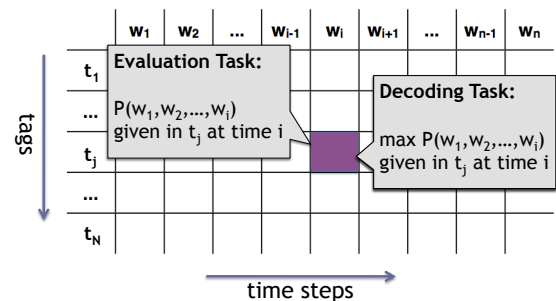 w1 w2 ... wi-1 wi wi+1 ... wn-1 wn
t1
Evaluation Task:
P(w1,w2,...,wi)
given in tj at time i
Decoding Task:
max P(w1,w2,...,wi)
given in tj at time i
...
tj
...
tN
tags
time steps